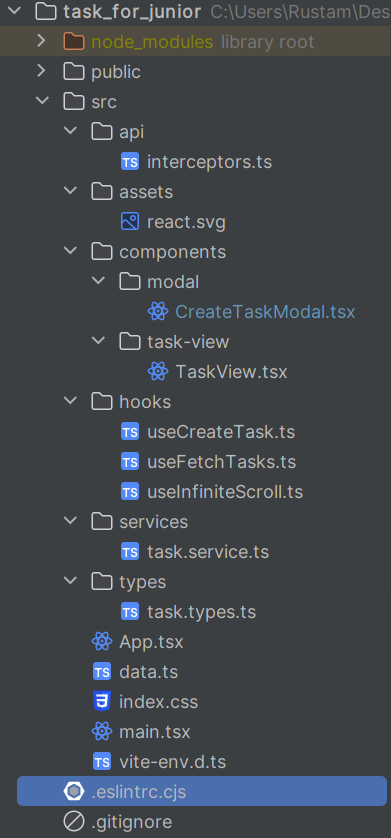 task_for_junior C:\Users\Rustam\Des
node_modules library root
public
src
api
TS interceptors.ts
assets
react.svg
components
modal
CreateTaskModal.tsx
task-view
TaskView.tsx
hooks
TS useCreateTask.ts
TS useFetchTasks.ts
TS useInfiniteScroll.ts
services
TS task.service.ts
types
TS task.types.ts
App.tsx
TS data.ts
index.css
main.tsx
TS vite-env.d.ts
.eslintrc.cjs
.gitignore